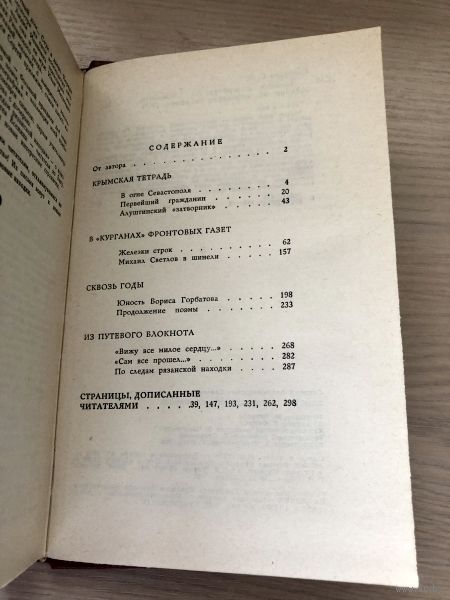 СОДЕРЖАНИЕ
От автора . . . . . . . . . . . . 2
КРЫМСКАЯ ТЕТРАДЬ
В огне Севастополя . . . . . . . 4
Первейший гражданин . . . . . . 20
Алуштинский «затворник» . . . . . 43
В «КУРГАНАХ» ФРОНТОВЫХ ГАЗЕТ
Железки строк . . . . . . . . 62
Михаил Светлов в шинели . . . . . 157
СКВОЗЬ ГОДЫ
Юность Бориса Горбатова . . . . . 198
Продолжение поэмы . . . . . . 233
ИЗ ПУТЕВОГО БЛОКНОТА
«Вижу все милое сердцу...» . . . . 268
«Сам все прошел...» . . . . . . 282
По следам рязанской находки . . . . 287
СТРАНИЦЫ, ДОПИСАННЫЕ
ЧИТАТЕЛЯМИ . . . . .39, 147, 193, 231, 262, 298